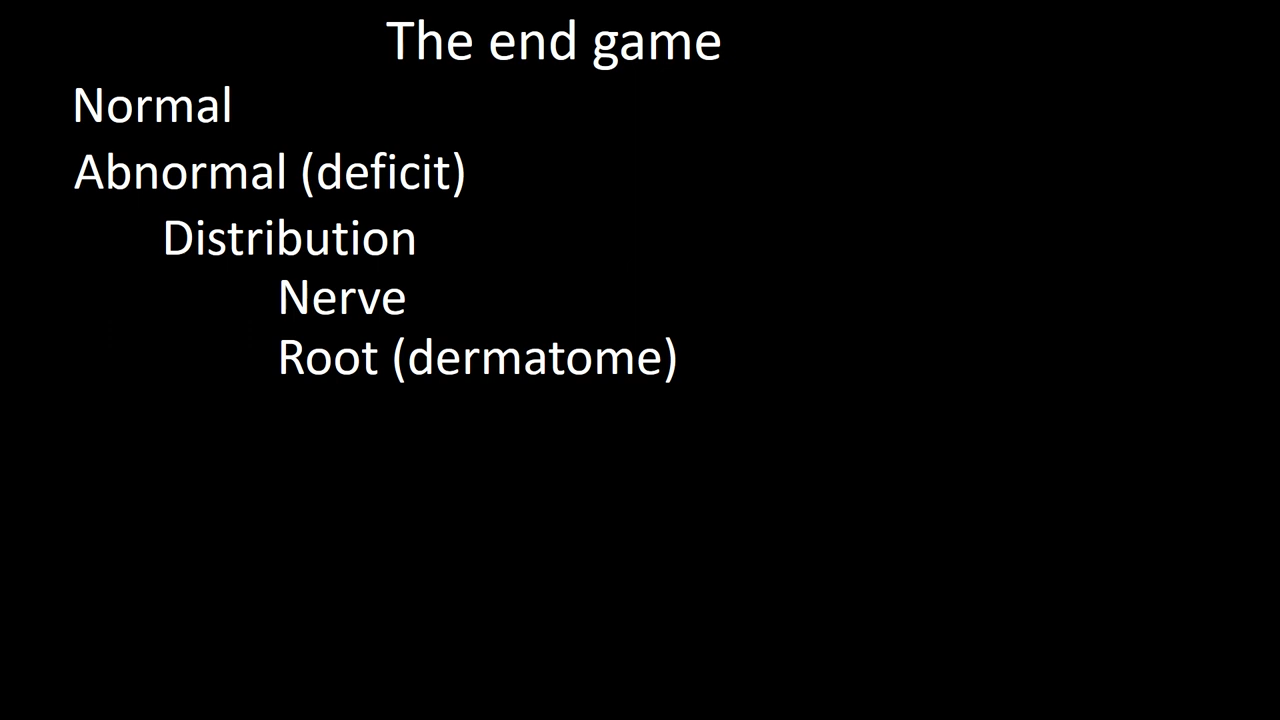 The end game
Normal
Abnormal (deficit)
Distribution
Nerve
Root (dermatome)